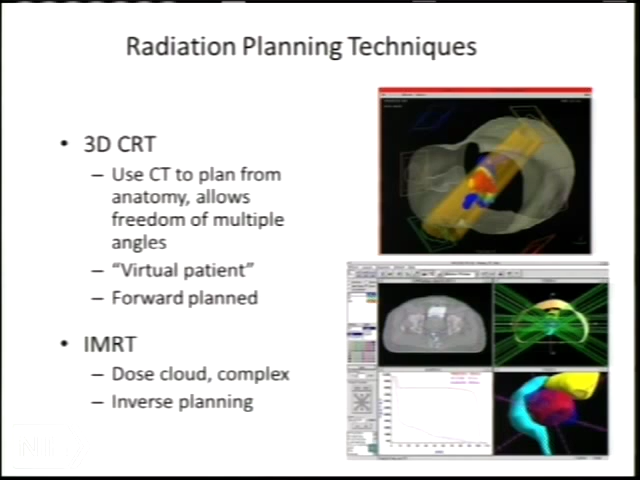 Radiation Planning Techniques
• 3D CRT
– Use CT to plan from
anatomy, allows
freedom of multiple
angles
– “Virtual patient”
– Forward planned
• IMRT
– Dose cloud, complex
– Inverse planning